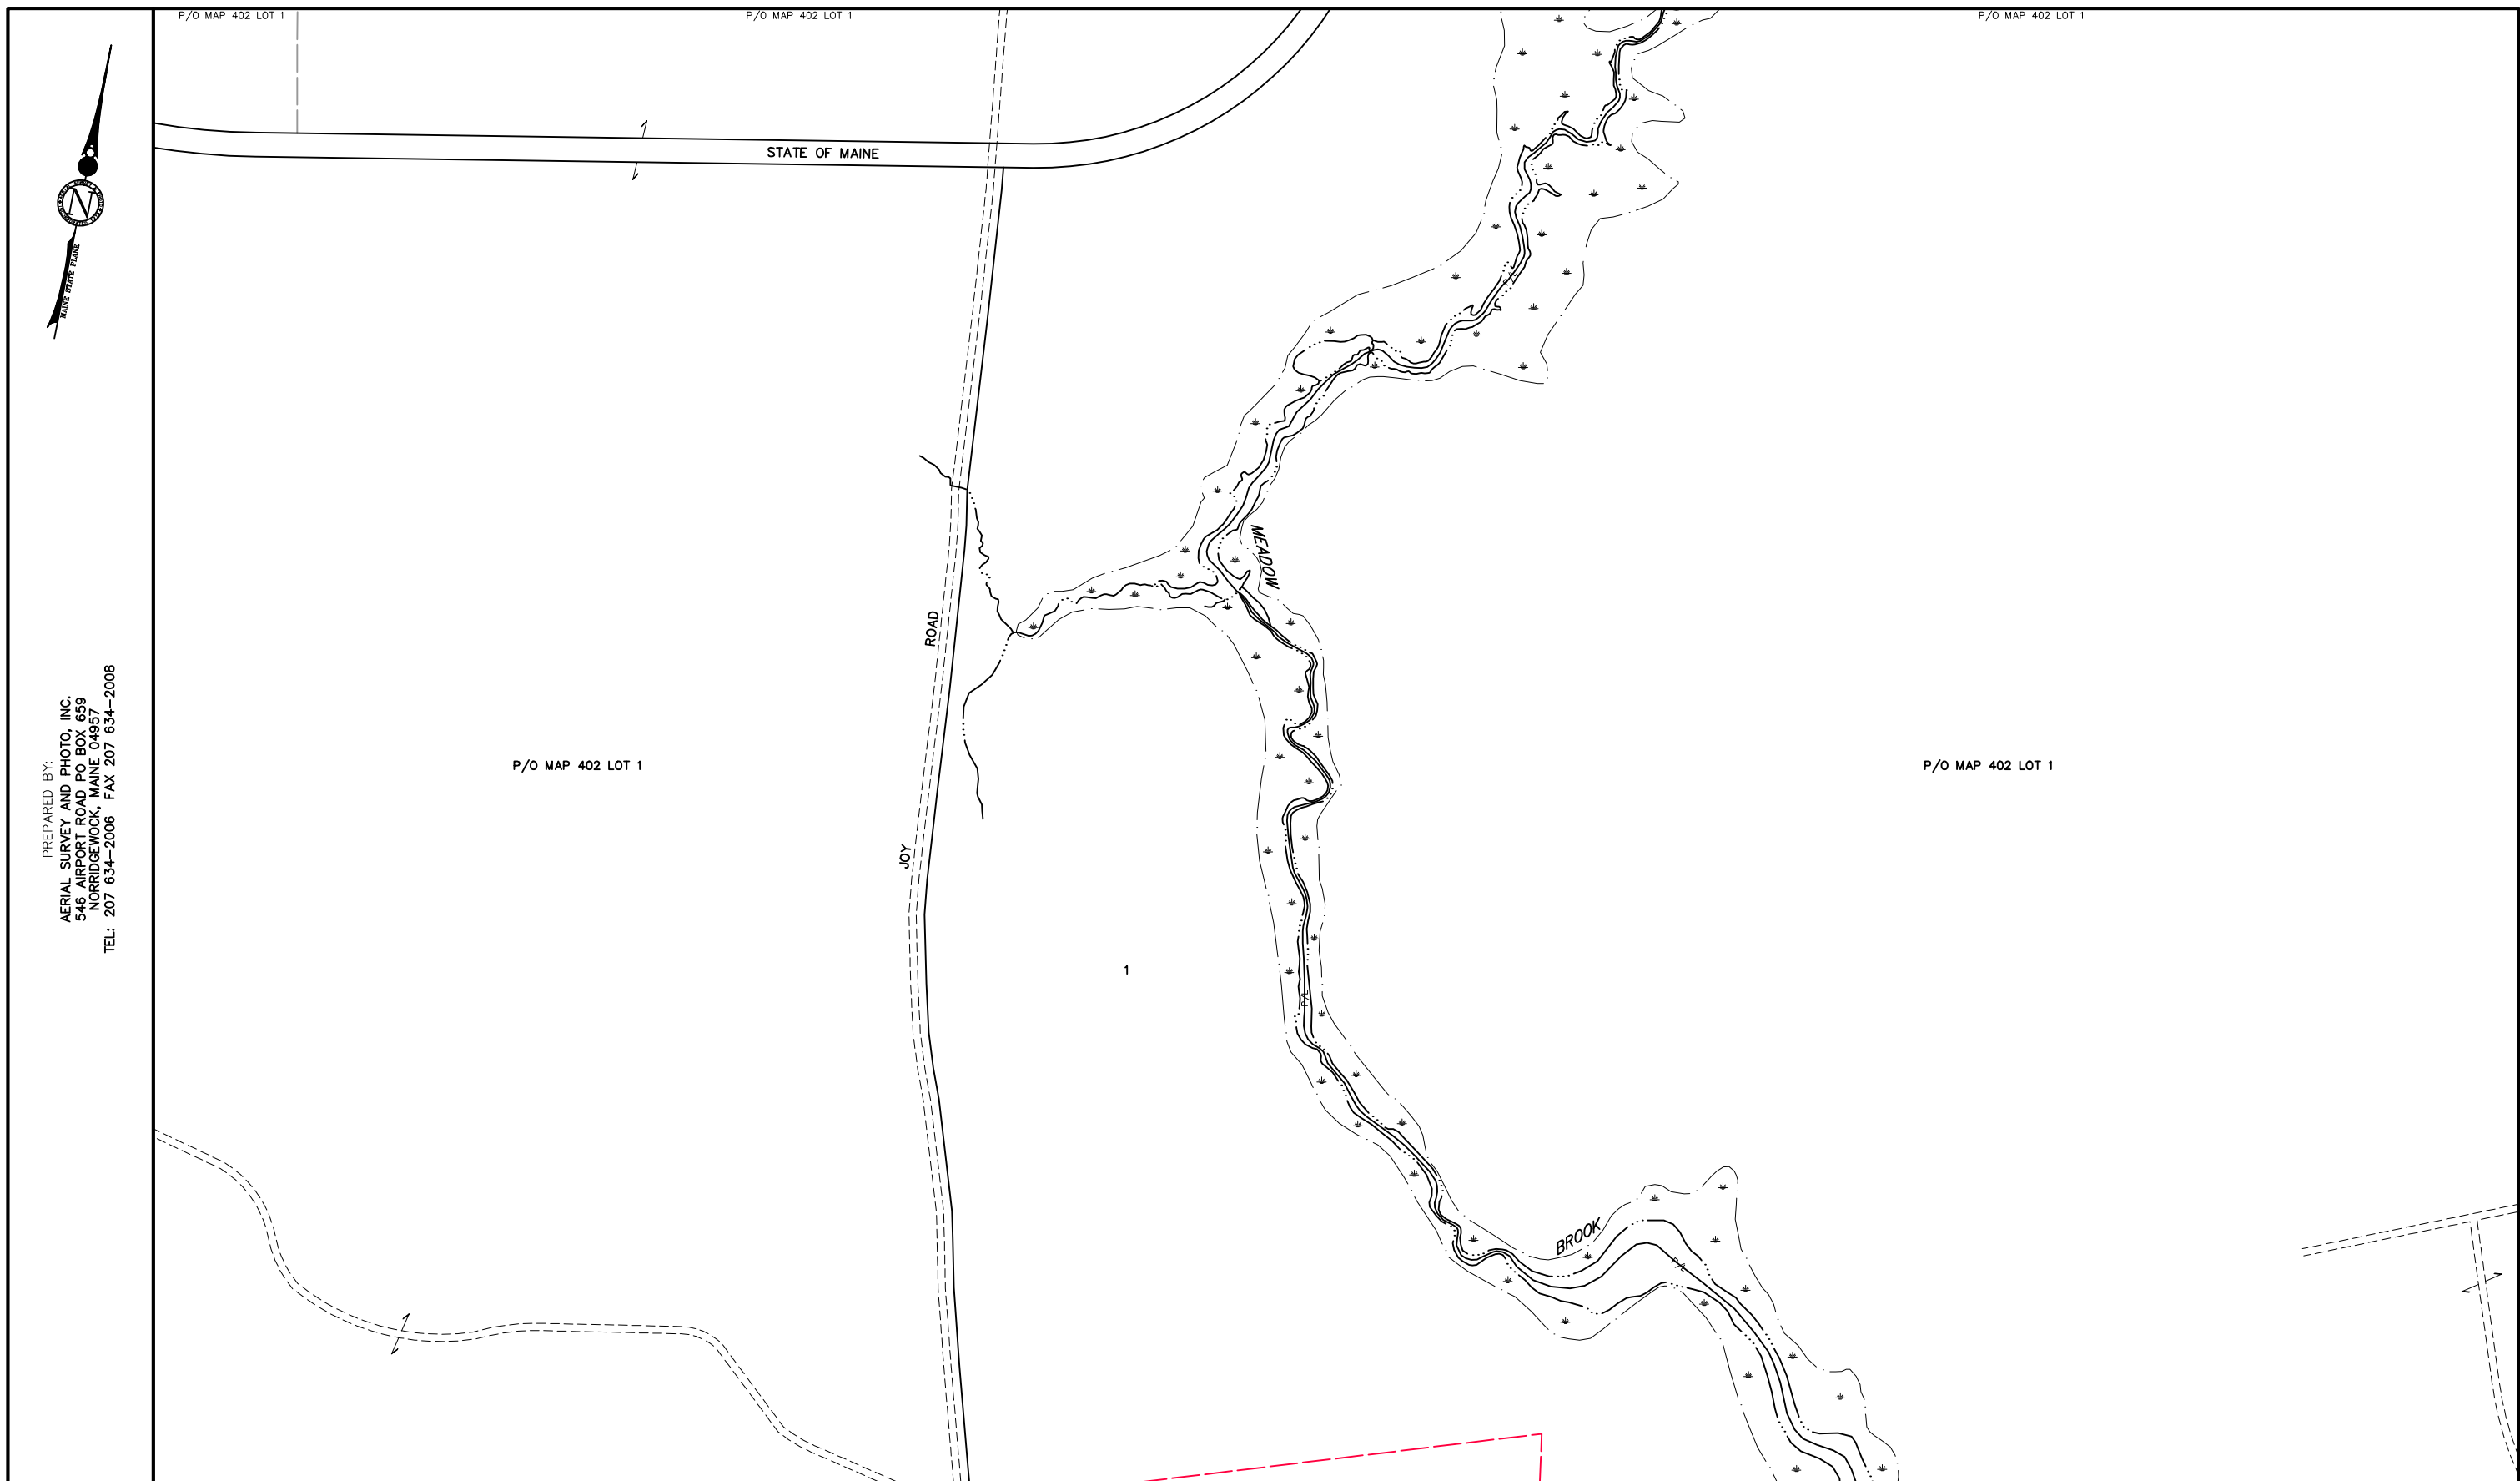 P/O MAP 402 LOT 1
P/O MAP 402 LOT 1
P/O MAP 402 LOT 1
STATE OF MAINE
N
MAINE STATE PLANE
MEADOW
ROAD
PREPARED BY:
AERIAL SURVEY AND PHOTO, INC.
546 AIRPORT ROAD PO BOX 659
NORRIDGEWOCK, MAINE 04957
TEL: 207 634-2006 FAX 207 634-2008
P/O MAP 402 LOT 1
P/O MAP 402 LOT 1
JOY
1
P/L
BROOK
P/L